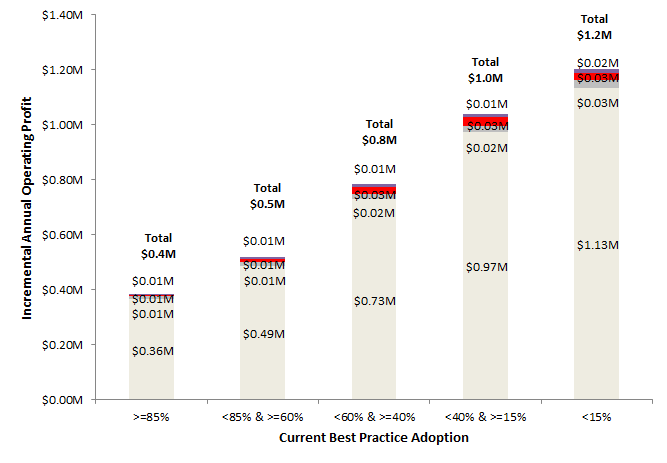 $1.40M
$1.20M
$1.00M
$0.80M
$0.60M
$0.40M
$0.20M
$0.00M
Incremental Annual Operating Profit
Total
$0.4M
$0.01M
$0.01M
$0.01M
$0.36M
Total
$0.5M
$0.01M
$0.01M
$0.01M
$0.49M
Total
$0.8M
$0.01M
$0.03M
$0.02M
$0.73M
Total
$1.0M
$0.01M
$0.03M
$0.02M
$0.97M
Total
$1.2M
$0.02M
$0.03M
$0.03M
$1.13M
>=85%
<85% & >=60%
<60% & >=40%
<40% & >=15%
<15%
Current Best Practice Adoption